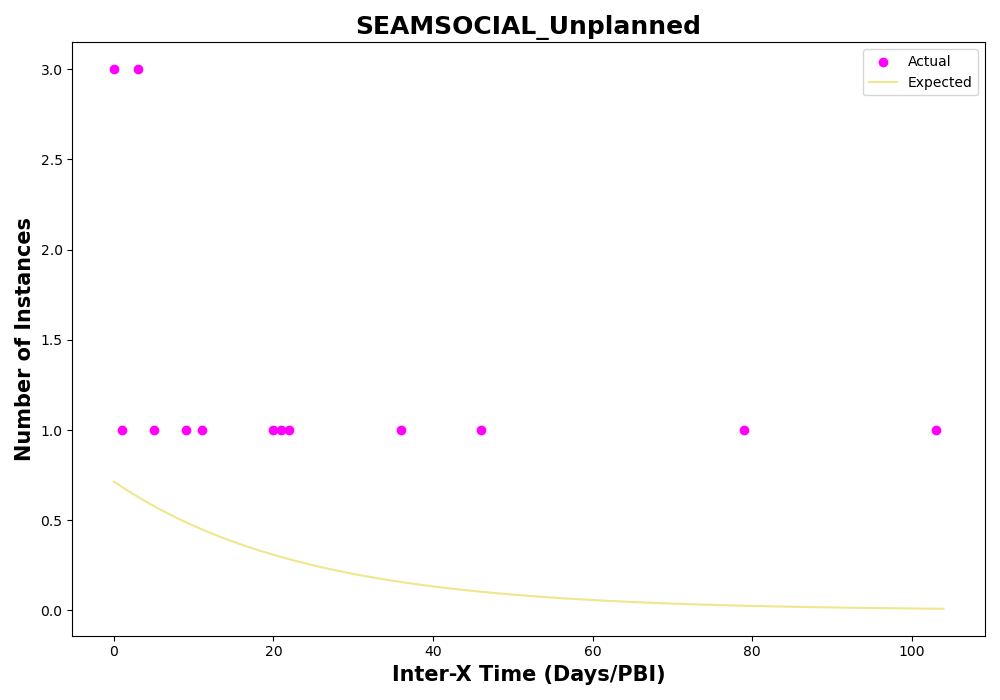 SEAMSOCIAL_Unplanned
Actual
Expected
3.0
2.5
2.0
1.5
1.0
0.5
0.0
Number of Instances
0 20 40 60 80 100
Inter-X Time (Days/PBI)